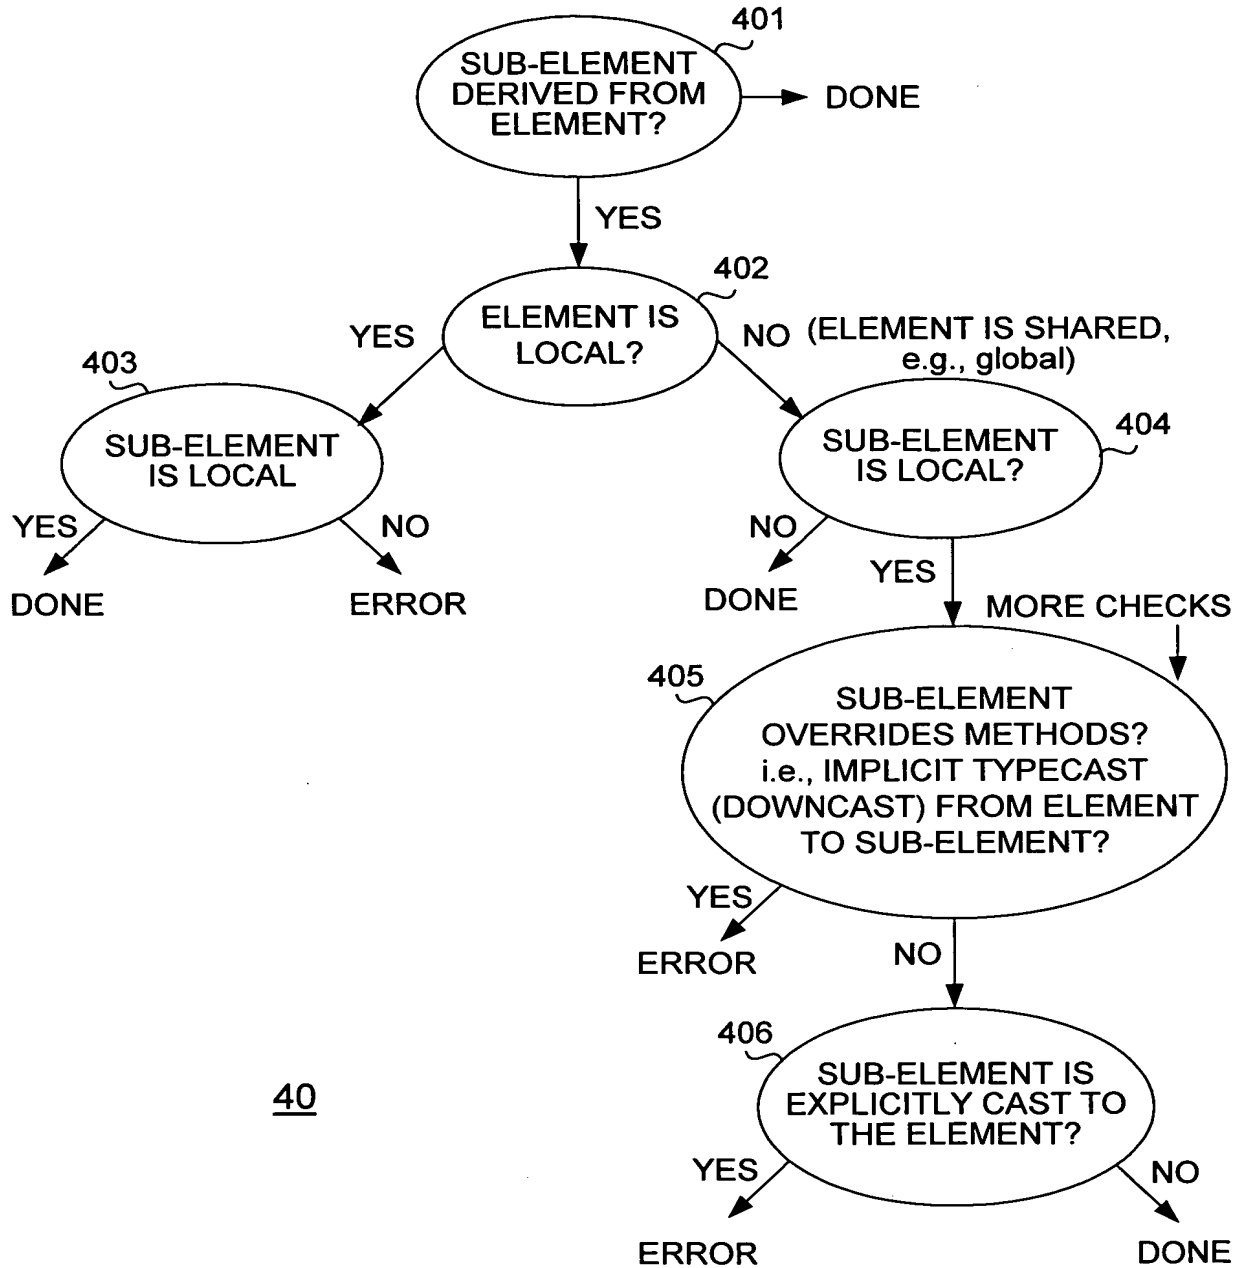 401
SUB-ELEMENT
DERIVED FROM
ELEMENT?
DONE
YES
402
ELEMENT IS
LOCAL?
YES
NO (ELEMENT IS SHARED,
e.g., global)
403
SUB-ELEMENT
IS LOCAL
404
SUB-ELEMENT
IS LOCAL?
YES
NO
DONE
ERROR
NO
YES
DONE
MORE CHECKS
405
SUB-ELEMENT
OVERRIDES METHODS?
i.e., IMPLICIT TYPECAST
(DOWNCAST) FROM ELEMENT
TO SUB-ELEMENT?
YES
ERROR
NO
406
SUB-ELEMENT IS
EXPLICITLY CAST TO
THE ELEMENT?
40
YES
NO
ERROR
DONE